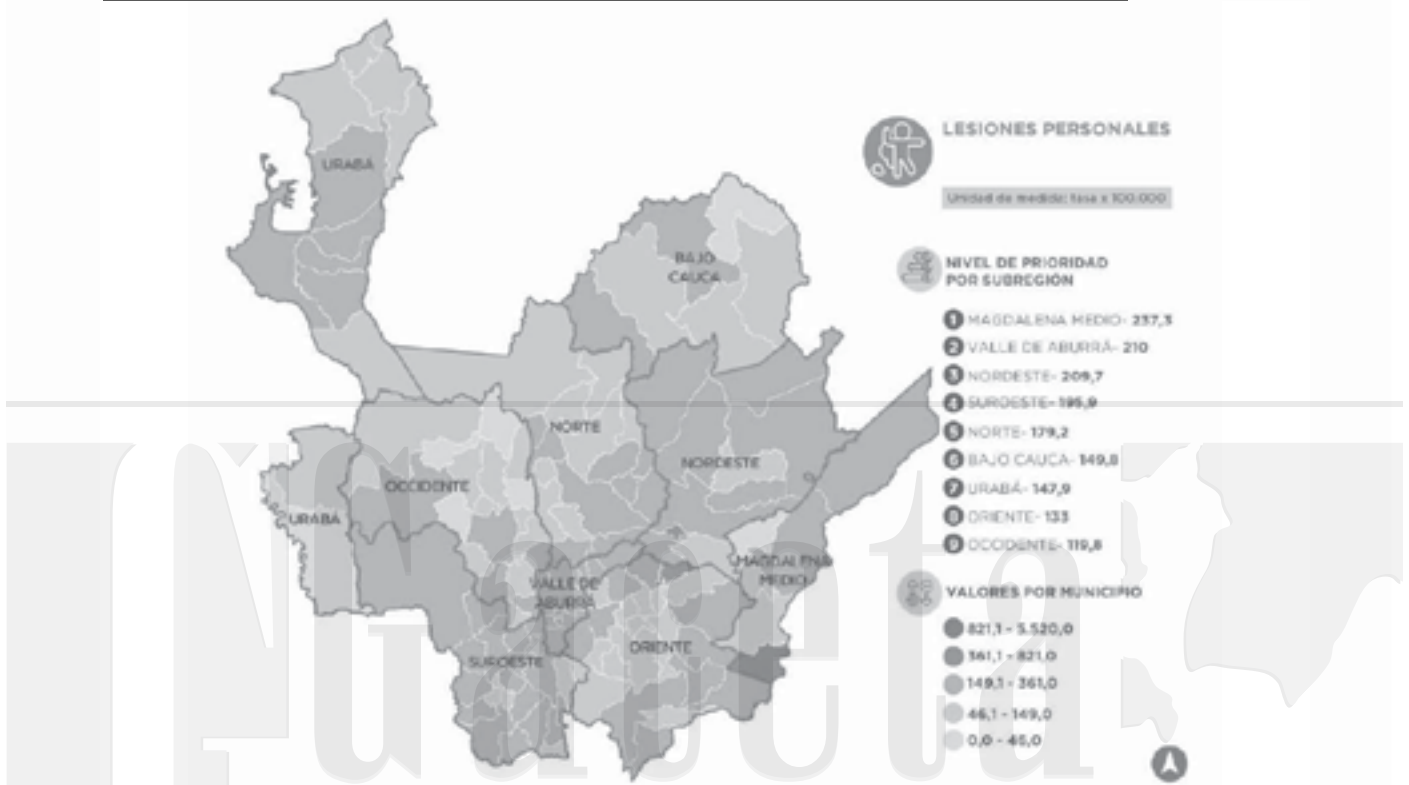 LESIONES PERSONALES
Unidad de medida: tasa x 100.000
NIVEL DE PRIORIDAD
POR SUBREGIÓN
1 MAGDALENA MEDIO- 237,3
2 VALLE DE ABURRÁ- 210
3 NORDESTE- 209,7
4 SUROESTE- 195,9
5 NORTE- 179,2
6 BAJO CAUCA- 149,8
7 URABÁ- 147,9
8 ORIENTE- 133
9 OCCIDENTE- 119,8
VALORES POR MUNICIPIO
821,1 - 5.520,0
361,1 - 821,0
149,1 - 361,0
46,1 - 149,0
0,0 - 46,0
URABÁ
BAJO
CAUCA
NORTE
NORDESTE
OCCIDENTE
URABÁ
MAGDALENA
MEDIO
VALLE DE
ABURRÁ
ORIENTE
SUROESTE
Gaceta